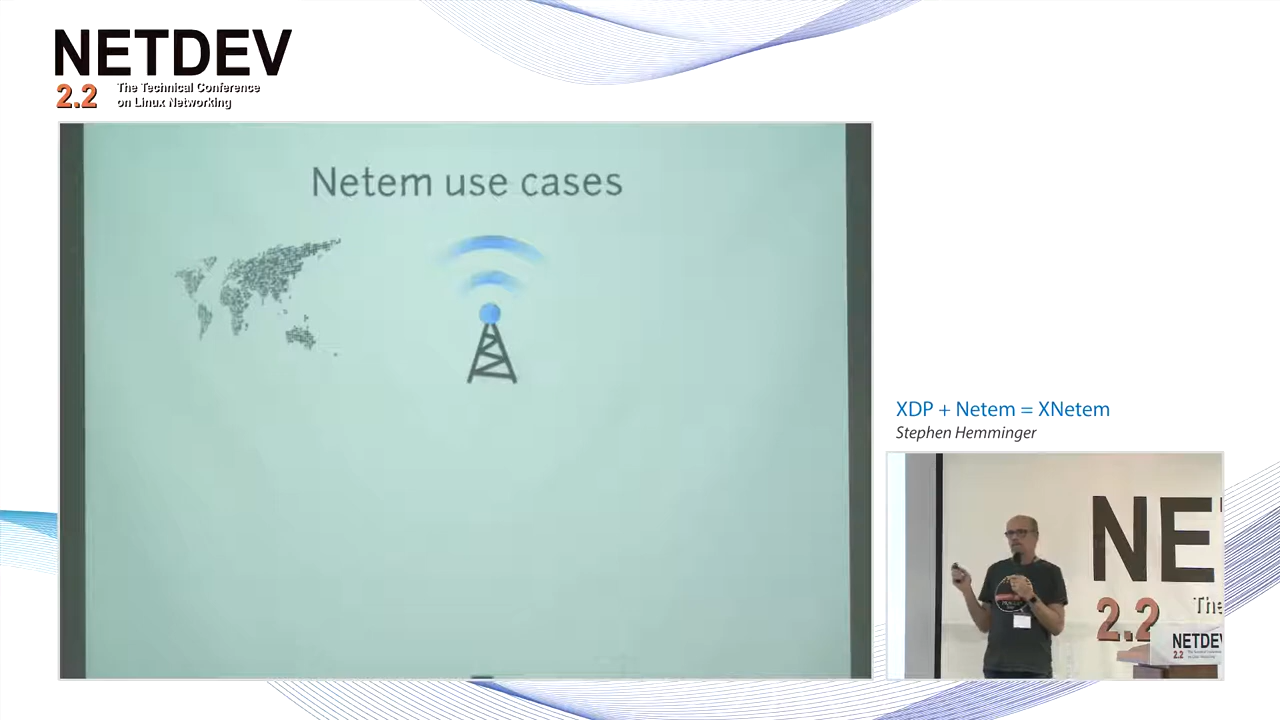 NETDEV
2.2
The Technical Conference
on Linux Networking
Netem use cases
XDP + Netem = XNetem
Stephen Hemminger
NE
2.2
The
NETDEV
2.2